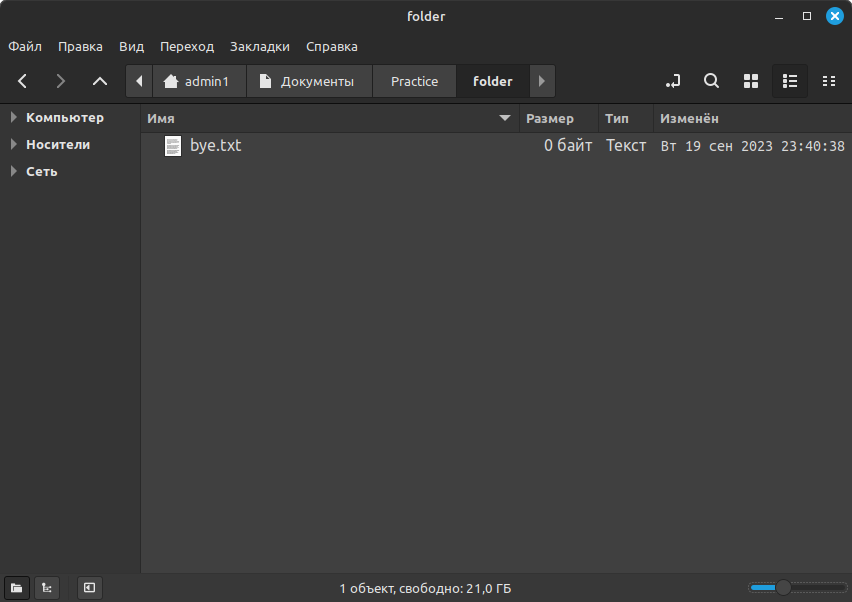 folder
Файл Правка Вид Переход Закладки Справка
admin1 Документы Practice folder
Компьютер
Носители
Сеть
Имя Размер Тип Изменён
bye.txt 0 байт Текст Вт 19 сен 2023 23:40:38
1 объект, свободно: 21,0 ГБ